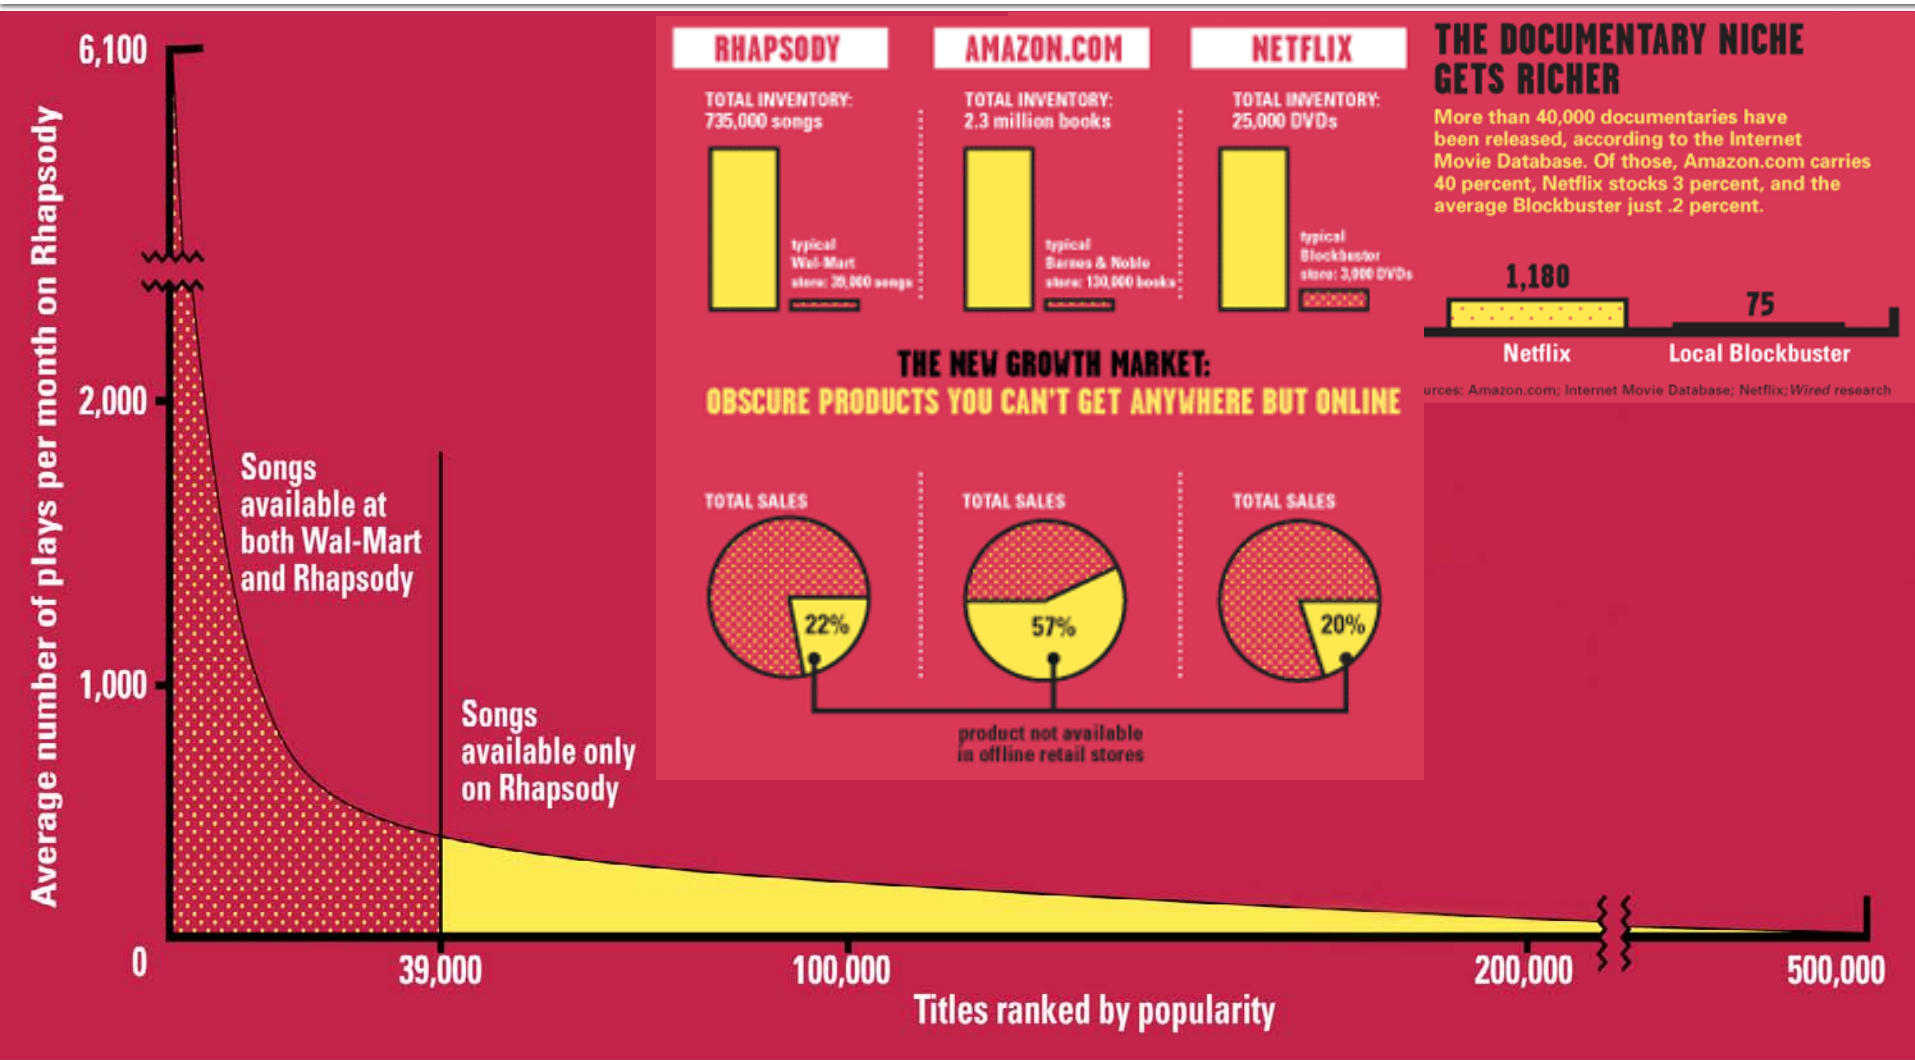 6,100
2,000
1,000
0
Average number of plays per month on Rhapsody
Songs
available at
both Wal-Mart
and Rhapsody
Songs
available only
on Rhapsody
39,000
100,000
200,000
500,000
Titles ranked by popularity
RHAPSODY
TOTAL INVENTORY:
735,000 songs
typical
Wal-Mart
store: 39,000 songs
AMAZON.COM
TOTAL INVENTORY:
2.3 million books
typical
Barnes & Noble
store: 130,000 books
NETFLIX
TOTAL INVENTORY:
25,000 DVDs
typical
Blockbuster
store: 3,000 DVDs
THE NEW GROWTH MARKET:
OBSCURE PRODUCTS YOU CAN'T GET ANYWHERE BUT ONLINE
TOTAL SALES
22%
TOTAL SALES
57%
TOTAL SALES
20%
product not available
in offline retail stores
THE DOCUMENTARY NICHE
GETS RICHER
More than 40,000 documentaries have
been released, according to the Internet
Movie Database. Of those, Amazon.com carries
40 percent, Netflix stocks 3 percent, and the
average Blockbuster just .2 percent.
1,180
75
Netflix
Local Blockbuster
urces: Amazon.com; Internet Movie Database; Netflix; Wired research